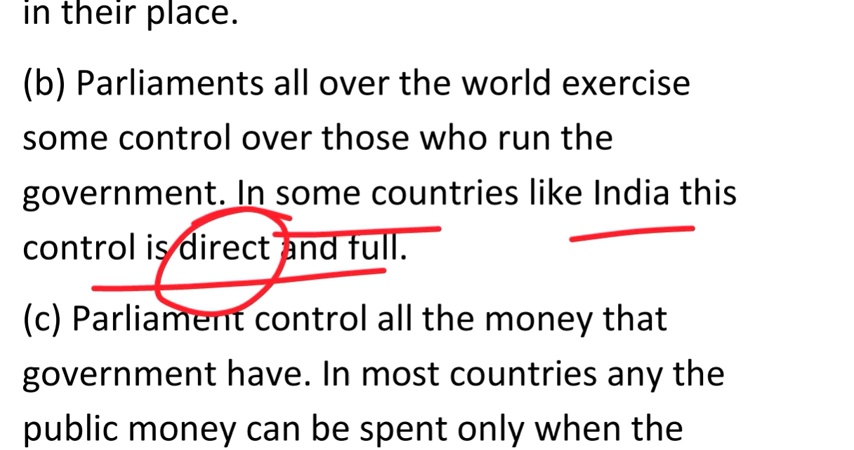 in their place.
(b) Parliaments all over the world exercise
some control over those who run the
government. In some countries like India this
control is direct and full.
(c) Parliament control all the money that
government have. In most countries any the
public money can be spent only when the